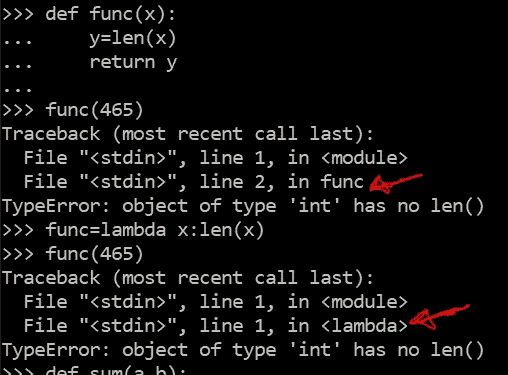 >>> def func(x):
...     y=len(x)
...     return y
...
>>> func(465)
Traceback (most recent call last):
  File "<stdin>", line 1, in <module>
  File "<stdin>", line 2, in func
TypeError: object of type 'int' has no len()
>>> func=lambda x:len(x)
>>> func(465)
Traceback (most recent call last):
  File "<stdin>", line 1, in <module>
  File "<stdin>", line 1, in <lambda>
TypeError: object of type 'int' has no len()
>>> def sum(a,b):